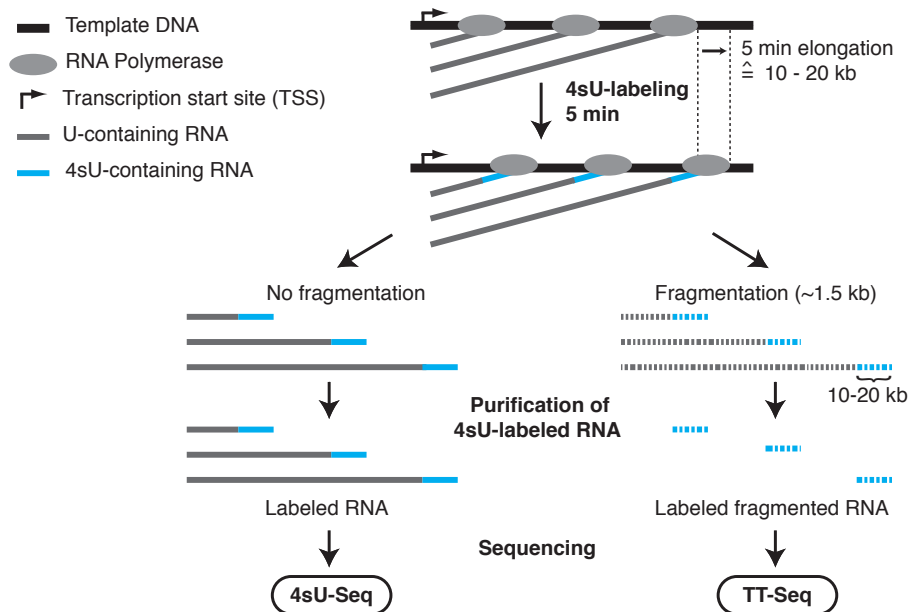 Template DNA
RNA Polymerase
Transcription start site (TSS)
U-containing RNA
4sU-containing RNA
5 min elongation
≙ 10 - 20 kb
4sU-labeling
5 min
No fragmentation
Fragmentation (~1.5 kb)
10-20 kb
Purification of
4sU-labeled RNA
Labeled RNA
Labeled fragmented RNA
Sequencing
4sU-Seq
TT-Seq